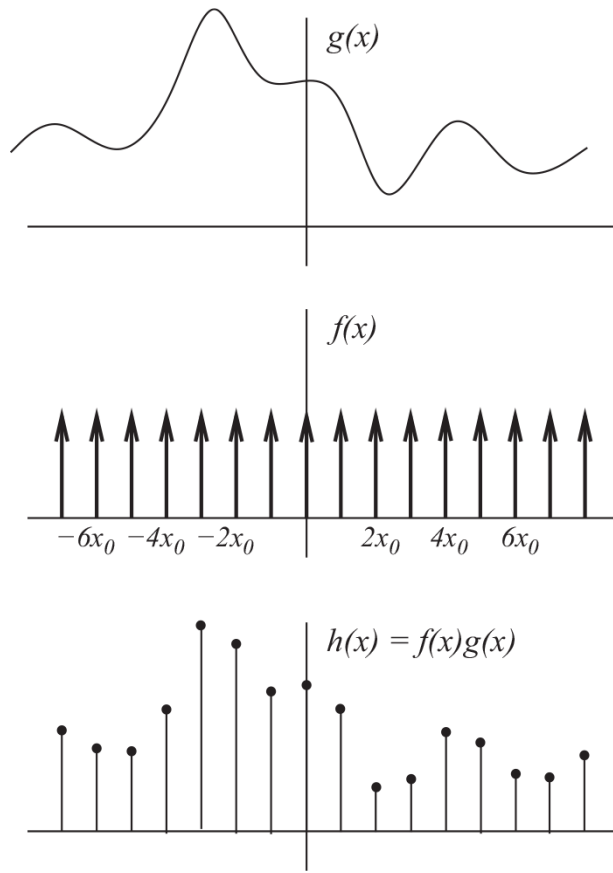 g(x)
f(x)
−6x₀ −4x₀ −2x₀ 2x₀ 4x₀ 6x₀
h(x) = f(x)g(x)